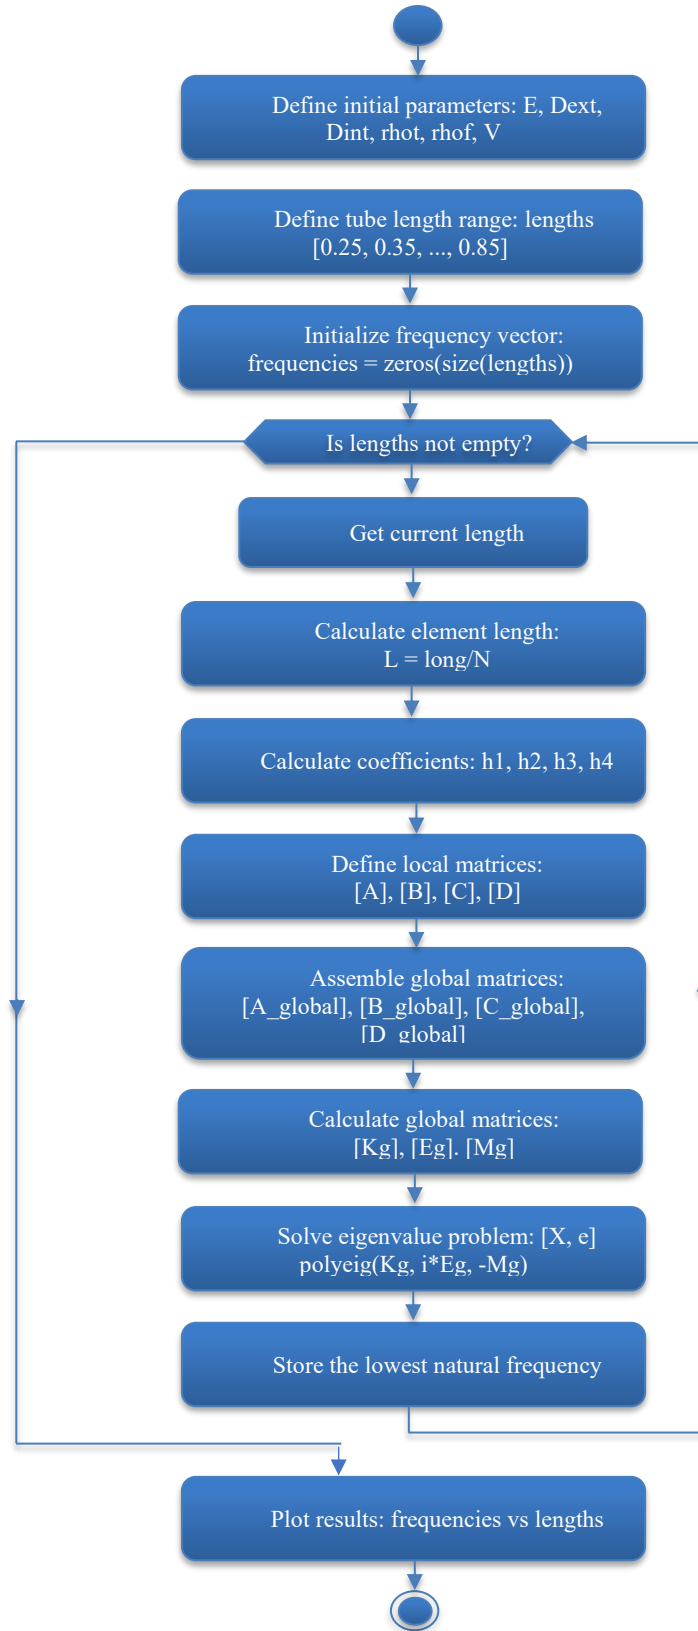 Define initial parameters: E, Dext,
Dint, rhot, rhof, V
Define tube length range: lengths
[0.25, 0.35, ..., 0.85]
Initialize frequency vector:
frequencies = zeros(size(lengths))
Is lengths not empty?
Get current length
Calculate element length:
L = long/N
Calculate coefficients: h1, h2, h3, h4
Define local matrices:
[A], [B], [C], [D]
Assemble global matrices:
[A_global], [B_global], [C_global],
[D_global]
Calculate global matrices:
[Kg], [Eg]. [Mg]
Solve eigenvalue problem: [X, e]
polyeig(Kg, i*Eg, -Mg)
Store the lowest natural frequency
Plot results: frequencies vs lengths